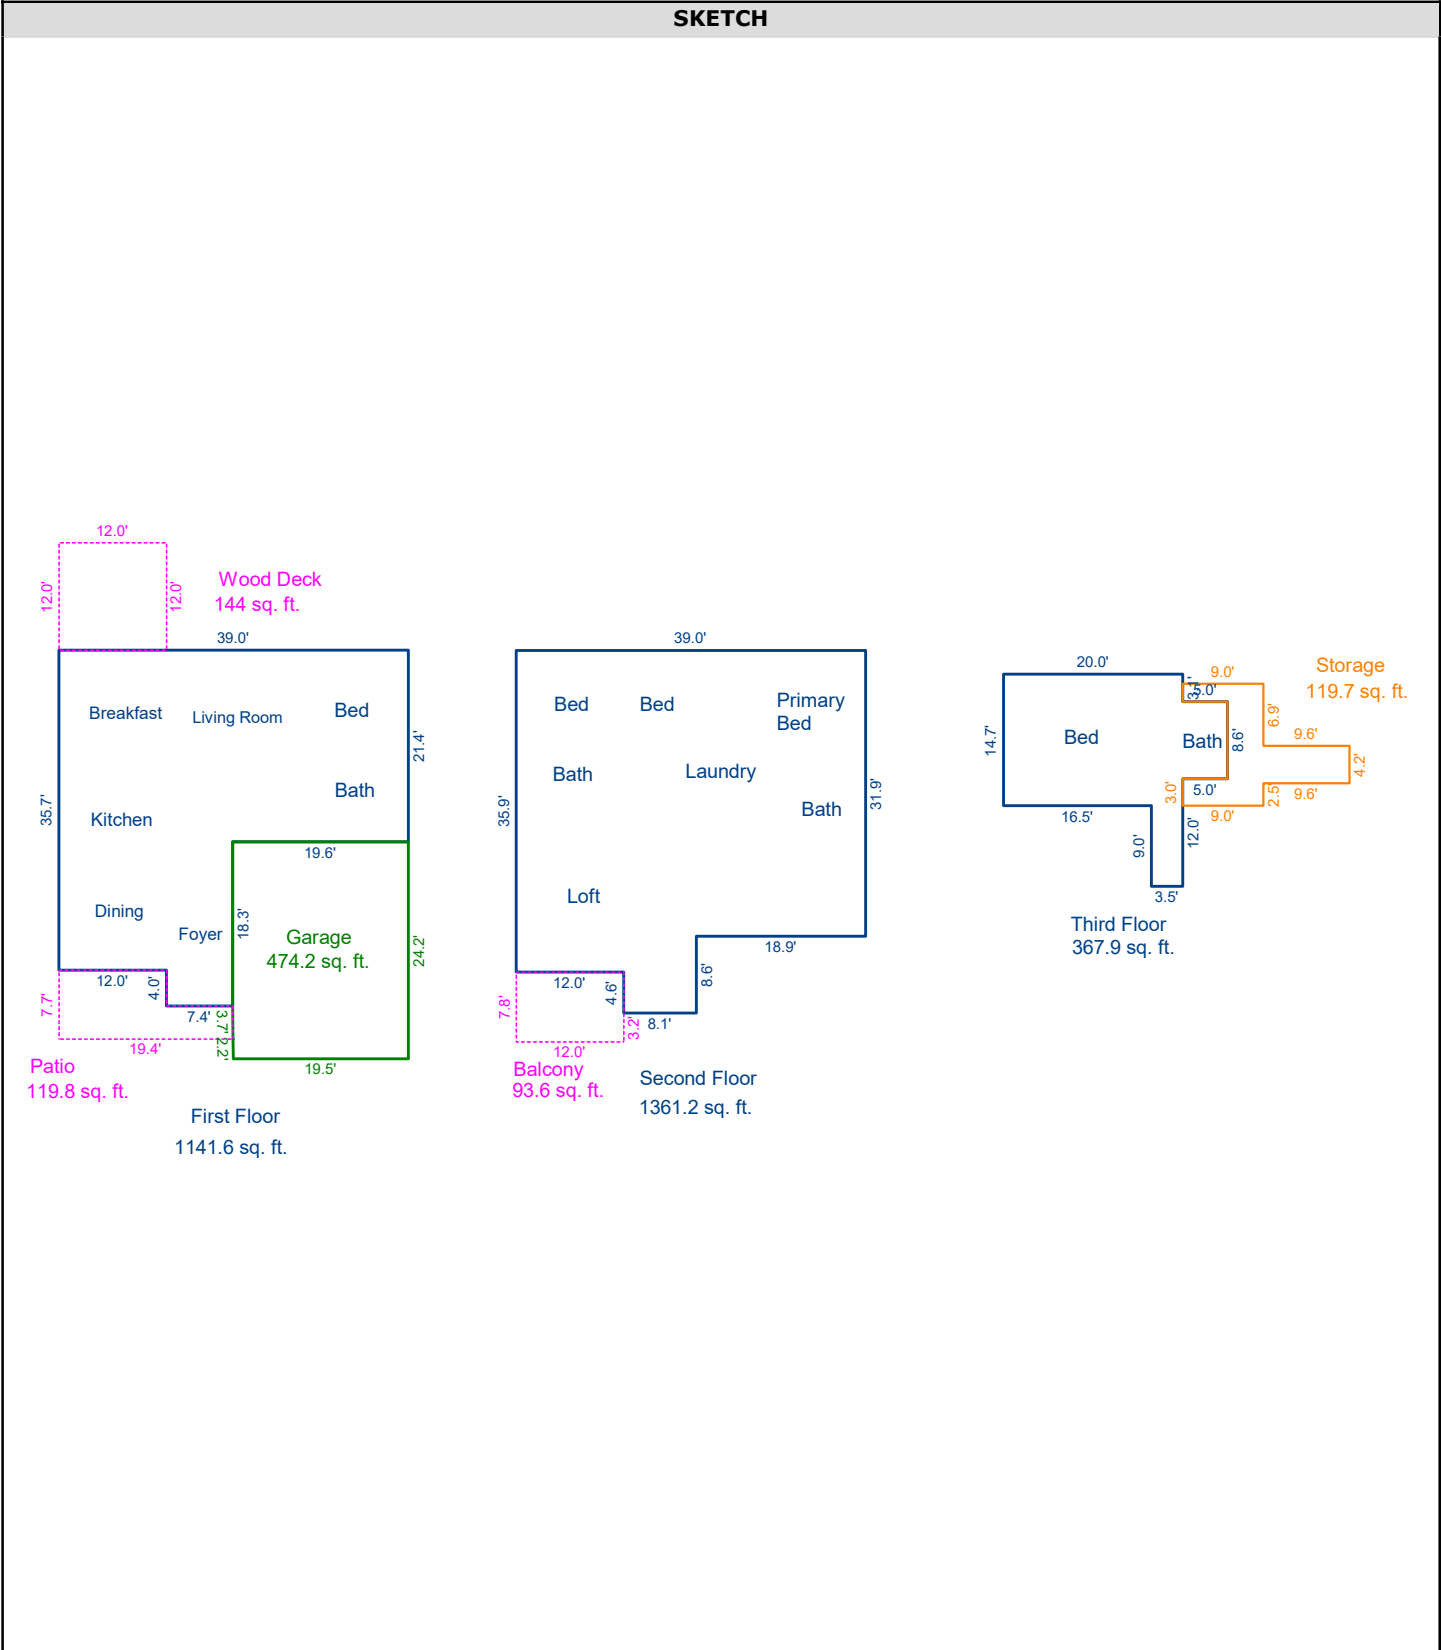 SKETCH
12.0'
12.0'
12.0'
Wood Deck
144 sq. ft.
39.0'
Breakfast
Living Room
Bed
21.4'
Bath
35.7'
Kitchen
19.6'
Dining
Foyer
18.3'
Garage
474.2 sq. ft.
24.2'
12.0'
4.0'
7.4'
7.7'
3.7'
2.2'
19.4'
19.5'
Patio
119.8 sq. ft.
First Floor
1141.6 sq. ft.
39.0'
Bed
Bed
Primary
Bed
Bath
Laundry
35.9'
31.9'
Bath
Loft
18.9'
12.0'
4.6'
8.6'
7.8'
8.1'
3.2'
12.0'
Balcony
93.6 sq. ft.
Second Floor
1361.2 sq. ft.
20.0'
9.0'
Storage
119.7 sq. ft.
3.1'
5.0'
6.9'
14.7'
Bed
Bath
8.6'
9.6'
4.2'
3.0'
5.0'
2.5'
9.6'
16.5'
9.0'
9.0'
12.0'
3.5'
Third Floor
367.9 sq. ft.